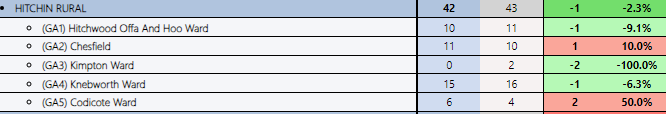 • HITCHIN RURAL 42 43 -1 -2.3%
○ (GA1) Hitchwood Offa And Hoo Ward 10 11 -1 -9.1%
○ (GA2) Chesfield 11 10 1 10.0%
○ (GA3) Kimpton Ward 0 2 -2 -100.0%
○ (GA4) Knebworth Ward 15 16 -1 -6.3%
○ (GA5) Codicote Ward 6 4 2 50.0%